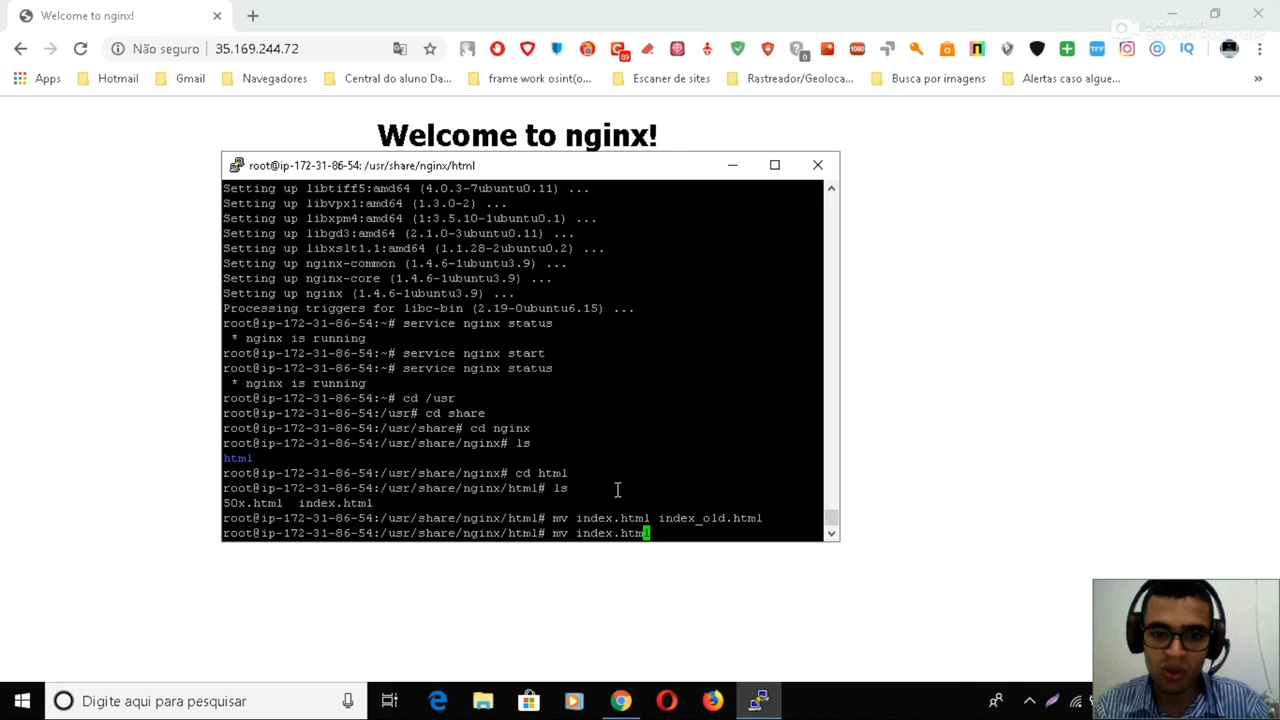 Welcome to nginx!
Não seguro
35.169.244.72
89
1080
0
TFF
IQ
Apps
Hotmail
Gmail
Navegadores
Central do aluno Da...
frame work osint(o...
Escaner de sites
Rastreador/Geoloca...
Busca por imagens
Alertas caso algue...
»
Apowersoft
Screen Recorder
Welcome to nginx!
root@ip-172-31-86-54: /usr/share/nginx/html
Setting up libtiff5:amd64 (4.0.3-7ubuntu0.11) ...
Setting up libvpx1:amd64 (1.3.0-2) ...
Setting up libxpm4:amd64 (1:3.5.10-1ubuntu0.1) ...
Setting up libgd3:amd64 (2.1.0-3ubuntu0.11) ...
Setting up libxslt1.1:amd64 (1.1.28-2ubuntu0.2) ...
Setting up nginx-common (1.4.6-1ubuntu3.9) ...
Setting up nginx-core (1.4.6-1ubuntu3.9) ...
Setting up nginx (1.4.6-1ubuntu3.9) ...
Processing triggers for libc-bin (2.19-0ubuntu6.15) ...
root@ip-172-31-86-54:~# service nginx status
* nginx is running
root@ip-172-31-86-54:~# service nginx start
root@ip-172-31-86-54:~# service nginx status
* nginx is running
root@ip-172-31-86-54:~# cd /usr
root@ip-172-31-86-54:/usr# cd share
root@ip-172-31-86-54:/usr/share# cd nginx
root@ip-172-31-86-54:/usr/share/nginx# ls
html
root@ip-172-31-86-54:/usr/share/nginx# cd html
root@ip-172-31-86-54:/usr/share/nginx/html# ls
50x.html index.html
root@ip-172-31-86-54:/usr/share/nginx/html# mv index.html index_old.html
root@ip-172-31-86-54:/usr/share/nginx/html# mv index.html
Digite aqui para pesquisar